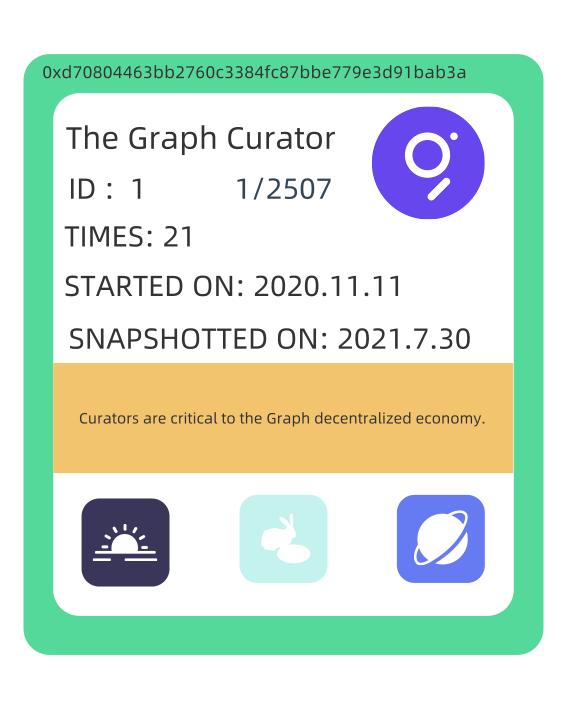 0xd70804463bb2760c3384fc87bbe779e3d91bab3a
The Graph Curator
ID : 1 1/2507
TIMES: 21
STARTED ON: 2020.11.11
SNAPSHOTTED ON: 2021.7.30
Curators are critical to the Graph decentralized economy.